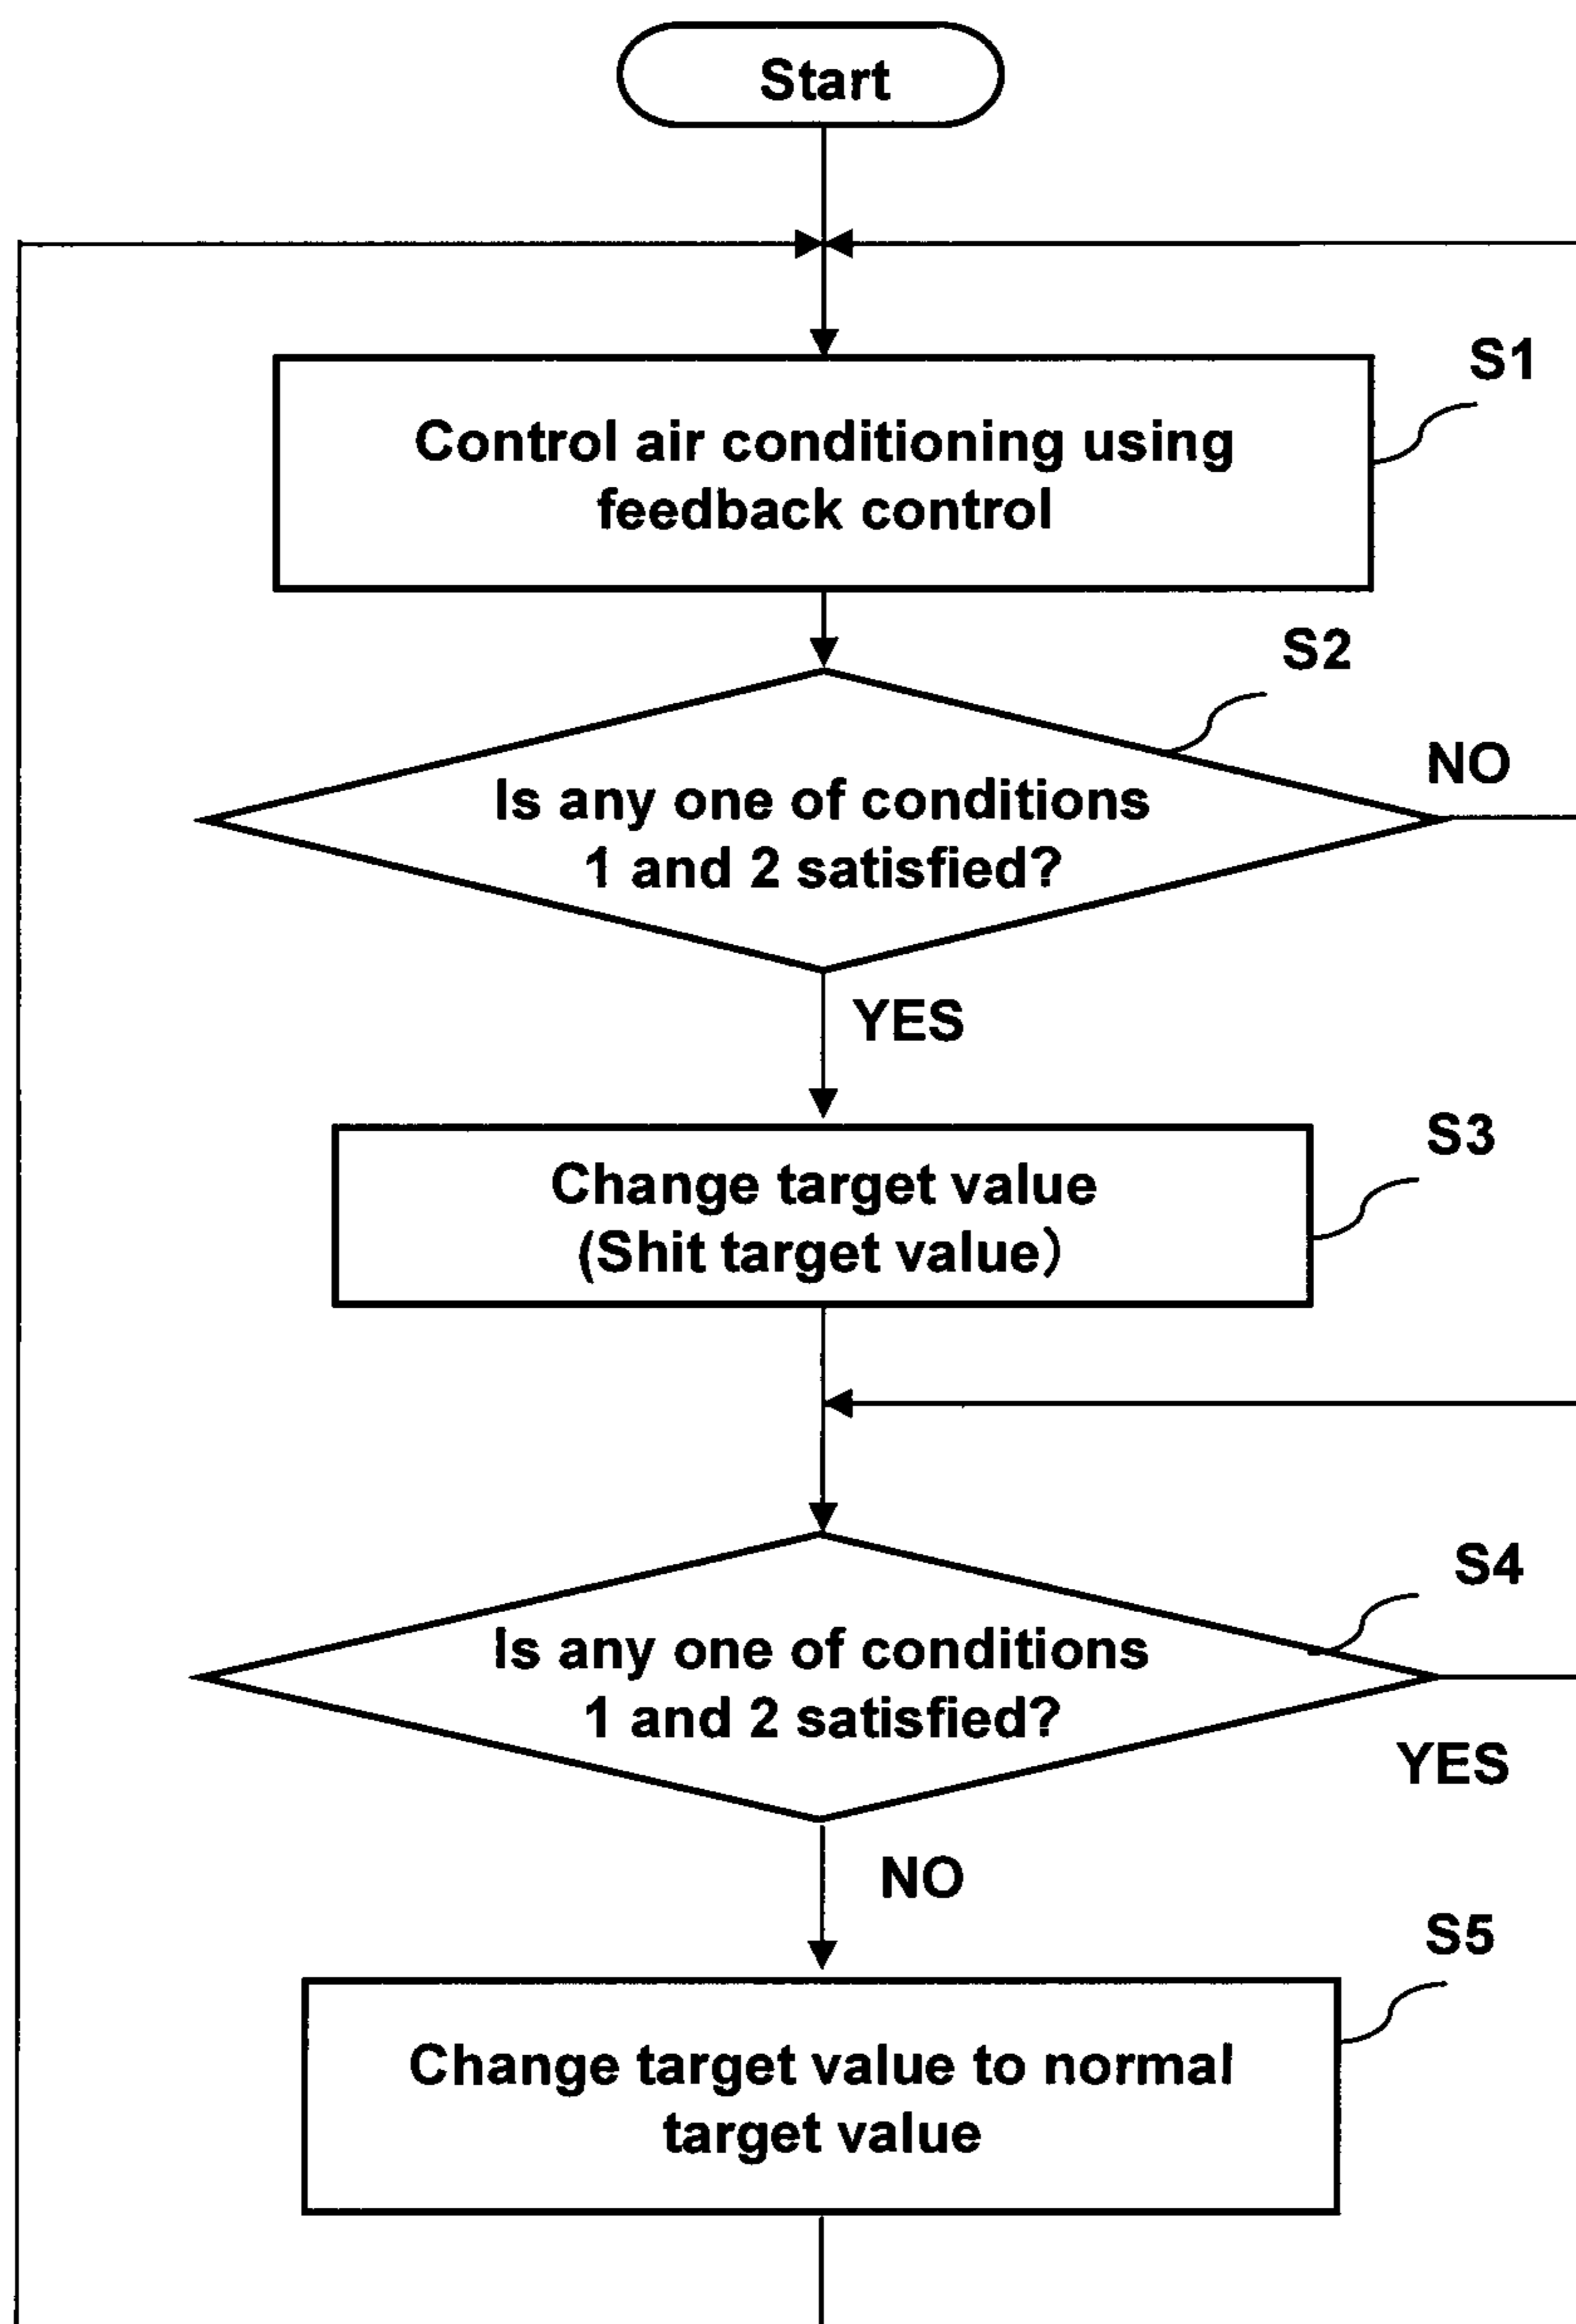 Start
S1
Control air conditioning using
feedback control
S2
NO
Is any one of conditions
1 and 2 satisfied?
YES
S3
Change target value
(Shit target value)
S4
Is any one of conditions
1 and 2 satisfied?
YES
NO
S5
Change target value to normal
target value